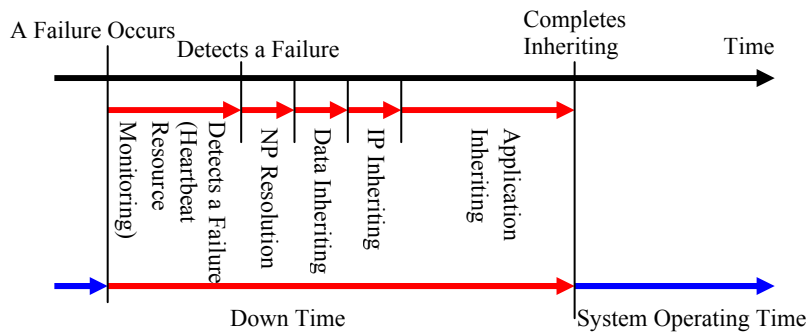 A Failure Occurs
Detects a Failure
Completes
Inheriting
Time
Detects a Failure
(Heartbeat
Resource
Monitoring)
NP Resolution
Data Inheriting
IP Inheriting
Application
Inheriting
Down Time
System Operating Time